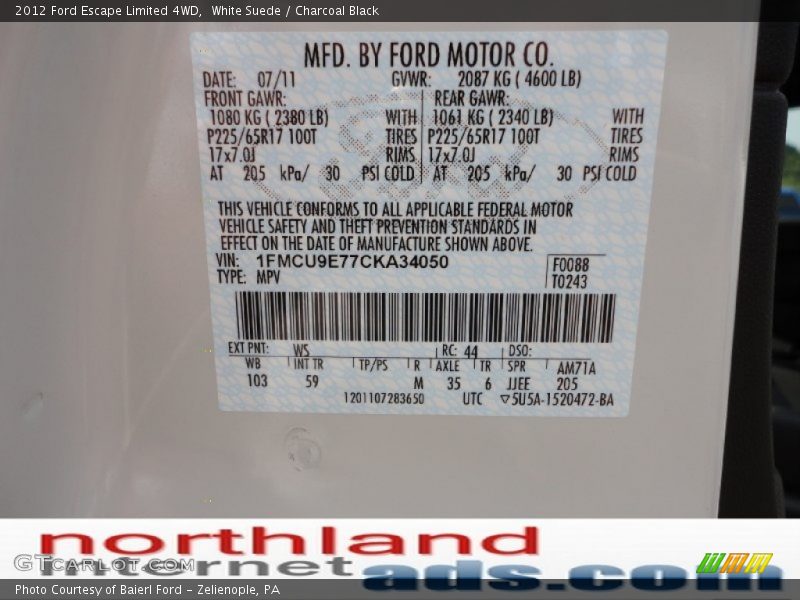 2012 Ford Escape Limited 4WD, White Suede / Charcoal Black
MFD. BY FORD MOTOR CO.
DATE: 07/11 GVWR: 2087 KG ( 4600 LB)
FRONT GAWR: REAR GAWR:
1080 KG ( 2380 LB) WITH 1061 KG ( 2340 LB) WITH
P225/65R17 100T TIRES P225/65R17 100T TIRES
17x7.0J RIMS 17x7.0J RIMS
AT 205 kPa/ 30 PSI COLD AT 205 kPa/ 30 PSI COLD
THIS VEHICLE CONFORMS TO ALL APPLICABLE FEDERAL MOTOR
VEHICLE SAFETY AND THEFT PREVENTION STANDARDS IN
EFFECT ON THE DATE OF MANUFACTURE SHOWN ABOVE.
VIN: 1FMCU9E77CKA34050 F0088
TYPE: MPV T0243
EXT PNT: WS RC: 44 DSO:
WB INT TR TP/PS R AXLE TR SPR AM71A
103 59 M 35 6 JJEE 205
1201107283650 UTC ▽5U5A-1520472-BA
northland
internetads.com
GTCarLot.com
Photo Courtesy of Baierl Ford - Zelienople, PA